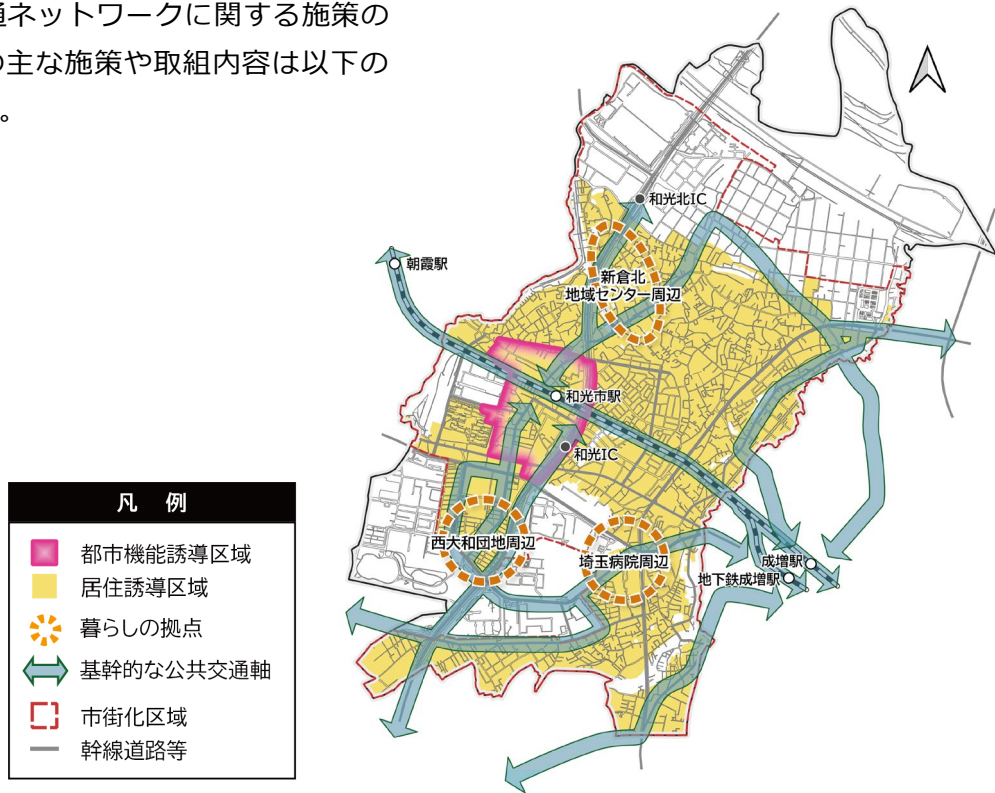 通ネットワークに関する施策の
の主な施策や取組内容は以下の
。
和光北IC
朝霞駅
新倉北
地域センター周辺
和光市駅
和光IC
西大和団地周辺
埼玉病院周辺
成増駅
地下鉄成増駅
凡 例
都市機能誘導区域
居住誘導区域
暮らしの拠点
基幹的な公共交通軸
市街化区域
幹線道路等